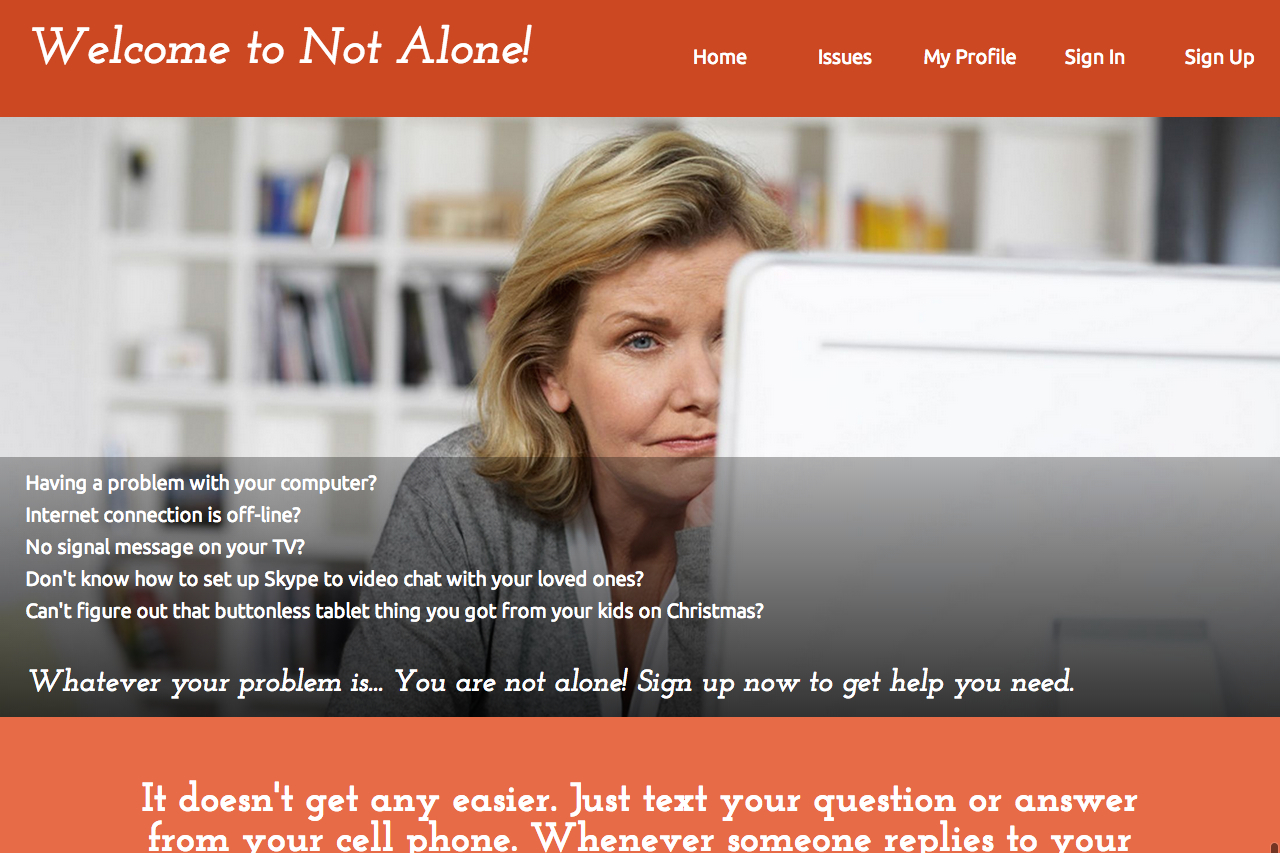 Welcome to Not Alone!
Home Issues My Profile Sign In Sign Up
Having a problem with your computer?
Internet connection is off-line?
No signal message on your TV?
Don't know how to set up Skype to video chat with your loved ones?
Can't figure out that buttonless tablet thing you got from your kids on Christmas?
Whatever your problem is... You are not alone! Sign up now to get help you need.
It doesn't get any easier. Just text your question or answer
from your cell phone. Whenever someone replies to your